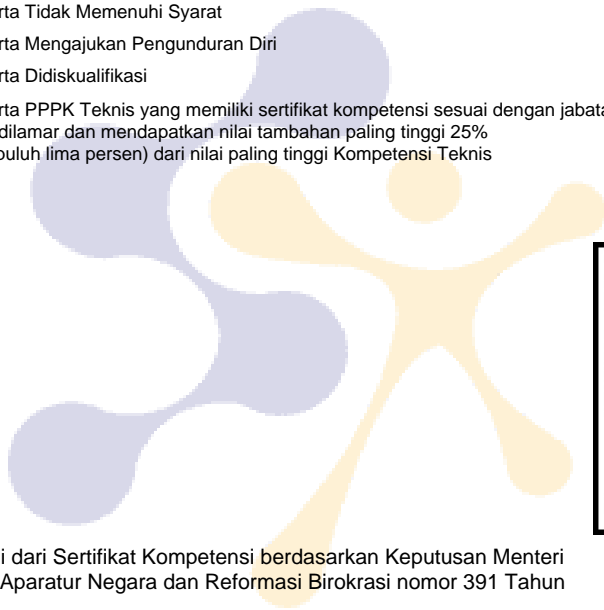 rta Tidak Memenuhi Syarat
rta Mengajukan Pengunduran Diri
rta Didiskualifikasi
rta PPPK Teknis yang memiliki sertifikat kompetensi sesuai dengan jabata
dilamar dan mendapatkan nilai tambahan paling tinggi 25%
puluh lima persen) dari nilai paling tinggi Kompetensi Teknis
i dari Sertifikat Kompetensi berdasarkan Keputusan Menteri
Aparatur Negara dan Reformasi Birokrasi nomor 391 Tahun